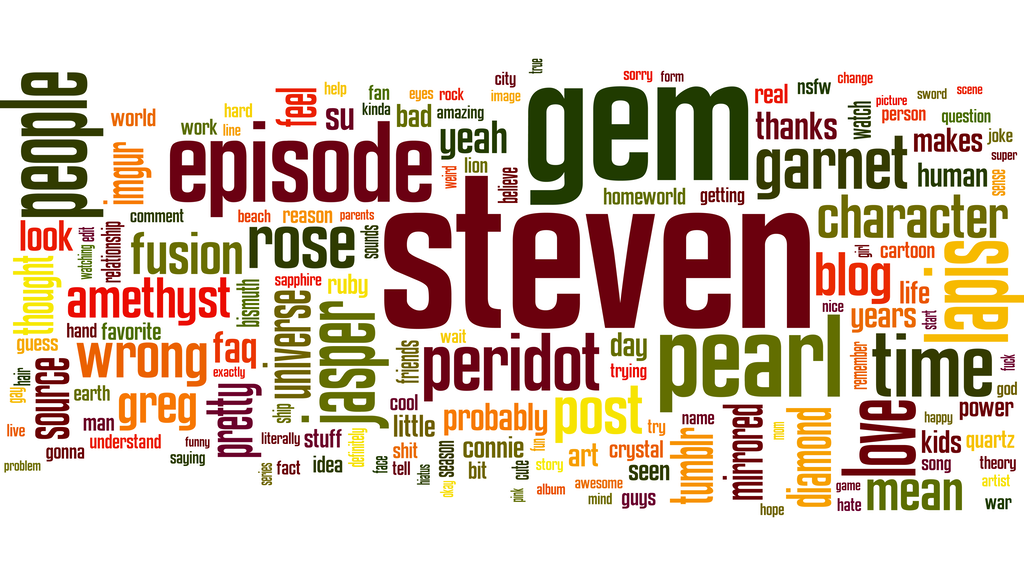 true
city
sorry
form
people
help
fan
eyes
rock
image
gem
real
nsfw
change
picture
sword
scene
world
hard
feel
su
kinda
bad
amazing
thanks
watch
person
question
work
line
episode
yeah
makes
joke
imgur
lion
weird
believe
garnet
super
human
sense
homeworld
getting
comment
beach
reason
parents
steven
character
look
watching
edit
relationship
fusion
rose
sounds
girl
cartoon
lapis
thought
amethyst
bismuth
sapphire
ruby
blog
life
hand
favorite
universe
jasper
nice
years
start
guess
wrong
faq
exactly
friends
wait
peridot
day
trying
pearl
remember
time
fuck
source
hair
gay
earth
greg
pretty
ship
cool
god
man
little
probably
post
try
name
mirrored
diamond
love
happy
power
live
gonna
understand
funny
saying
literally
stuff
definitely
shit
season
connie
fun
art
crystal
tumblr
mom
kids
quartz
problem
series
fact
idea
face
tell
hiatus
okay
bit
cute
story
seen
song
theory
pink
album
awesome
mind
guys
hope
game
hate
mean
artist
war